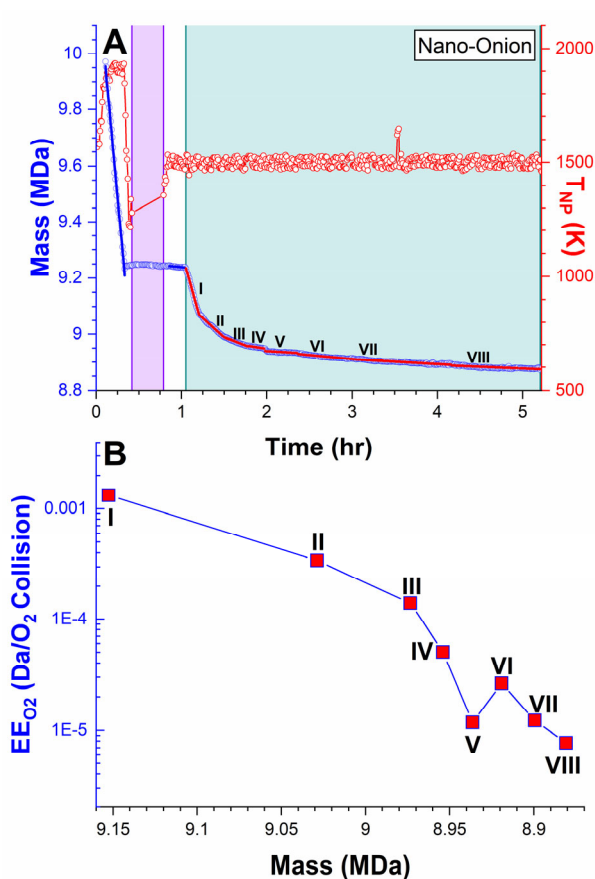 A
Nano-Onion
Mass (MDa)
10
9.8
9.6
9.4
9.2
9
8.8
2000
1500
1000
500
T_NP (K)
I
II
III
IV
V
VI
VII
VIII
0
1
2
3
4
5
Time (hr)
B
EE_O2 (Da/O_2 Collision)
0.001
1E-4
1E-5
I
II
III
IV
V
VI
VII
VIII
9.15
9.1
9.05
9
8.95
8.9
Mass (MDa)